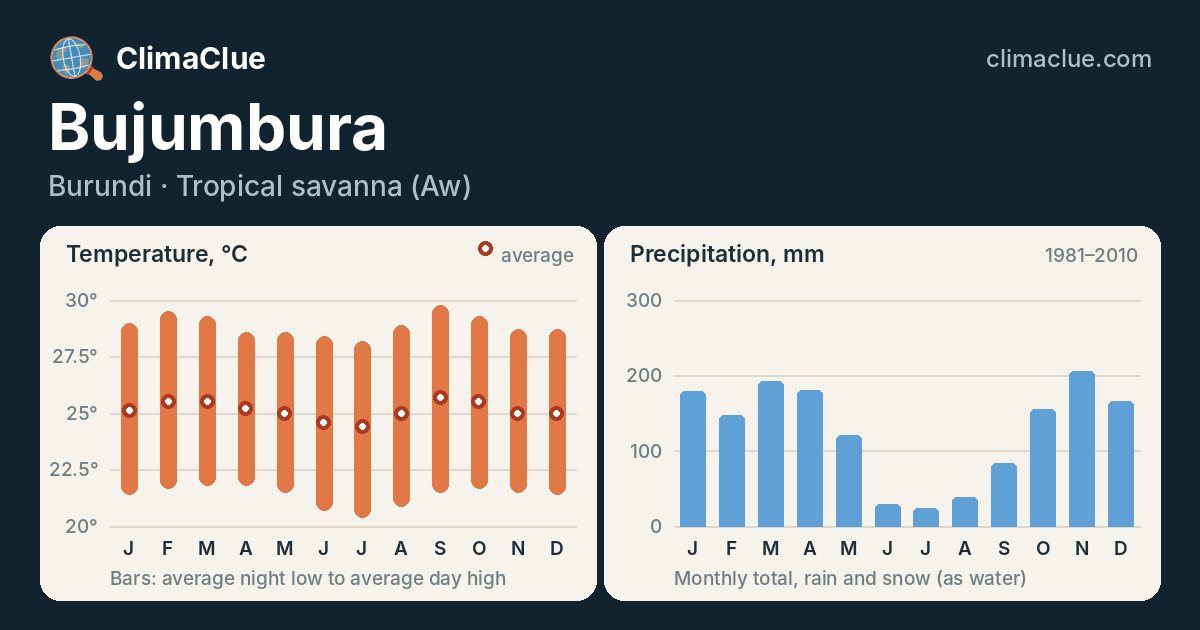 ClimaClue
climaclue.com
Bujumbura
Burundi · Tropical savanna (Aw)
Temperature, °C
average
30°
27.5°
25°
22.5°
20°
J F M A M J J A S O N D
Bars: average night low to average day high
Precipitation, mm
1981–2010
300
200
100
0
J F M A M J J A S O N D
Monthly total, rain and snow (as water)